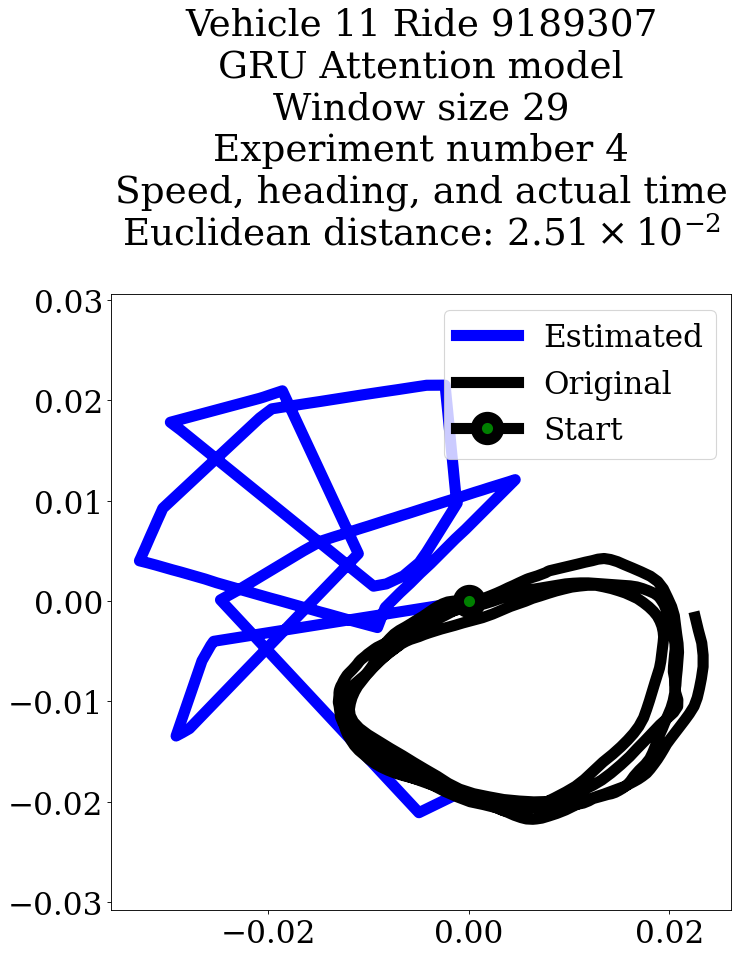 Vehicle 11 Ride 9189307
GRU Attention model
Window size 29
Experiment number 4
Speed, heading, and actual time
Euclidean distance: 2.51 × 10⁻²
Estimated
Original
Start
0.03
0.02
0.01
0.00
−0.01
−0.02
−0.03
−0.02 0.00 0.02